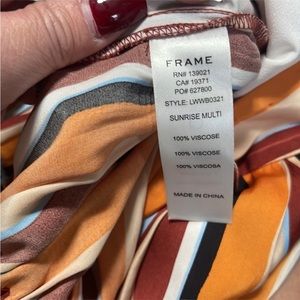 FRAME
RN# 139021
CA# 19371
PO# 627800
STYLE: LWWB0321
SUNRISE MULTI
100% VISCOSE
100% VISCOSE
100% VISCOSA
MADE IN CHINA